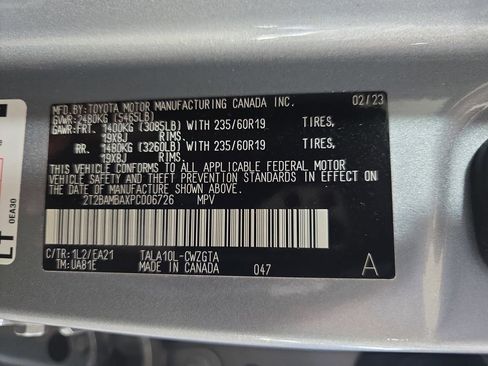 MFD.BY:TOYOTA MOTOR MANUFACTURING CANADA INC. 02/23
GVWR:2480KG (5465LB)
GAWR:FRT. 1400KG (3085LB) WITH 235/60R19 TIRES,
19X8J RIMS.
RR. 1480KG (3260LB) WITH 235/60R19 TIRES,
19X8J RIMS.
THIS VEHICLE CONFORMS TO ALL APPLICABLE FEDERAL MOTOR
VEHICLE SAFETY AND THEFT PREVENTION STANDARDS IN EFFECT ON
THE DATE OF MANUFACTURE SHOWN ABOVE.
2T2BAMBAXPC006726 MPV
C/TR:1L2/EA21 TALA10L-CWZGTA
TM:UA81E MADE IN CANADA 047 A
0EA30